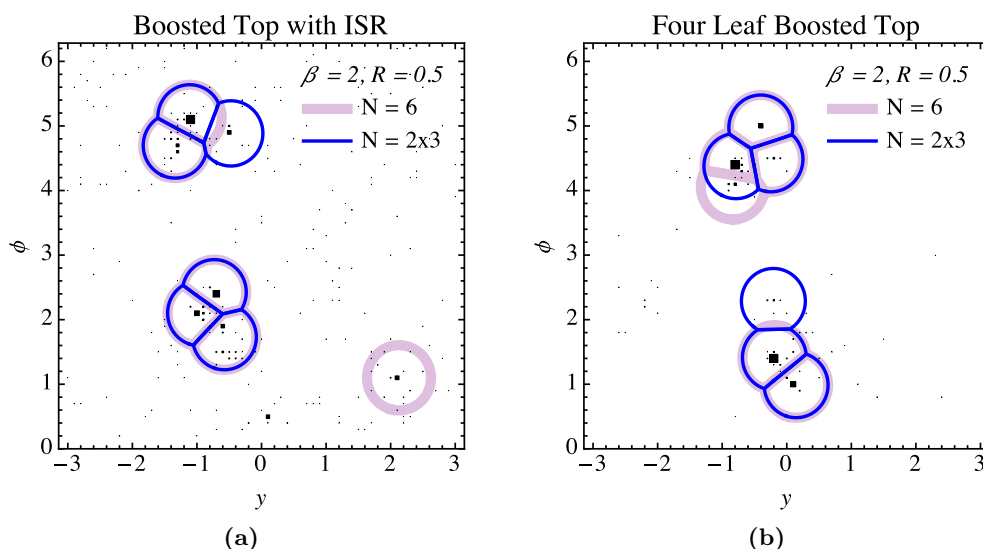 Boosted Top with ISR
β = 2, R = 0.5
N = 6
N = 2x3
ϕ
6
5
4
3
2
1
0
-3 -2 -1 0 1 2 3
y
(a)
Four Leaf Boosted Top
β = 2, R = 0.5
N = 6
N = 2x3
ϕ
6
5
4
3
2
1
0
-3 -2 -1 0 1 2 3
y
(b)